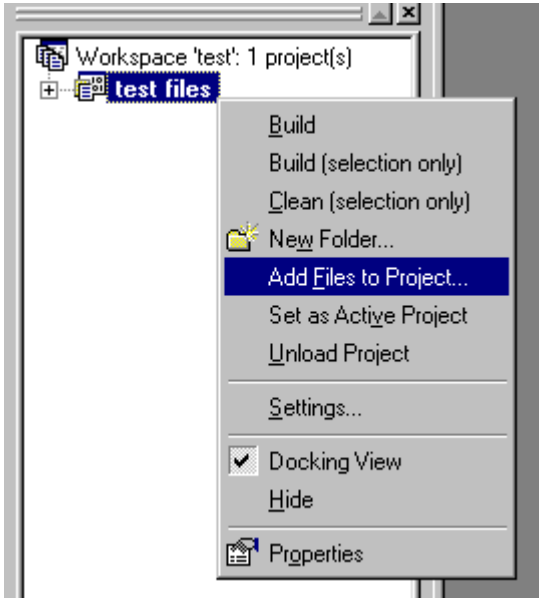 Workspace 'test': 1 project(s)
test files
Build
Build (selection only)
Clean (selection only)
New Folder...
Add Files to Project...
Set as Active Project
Unload Project
Settings...
Docking View
Hide
Properties